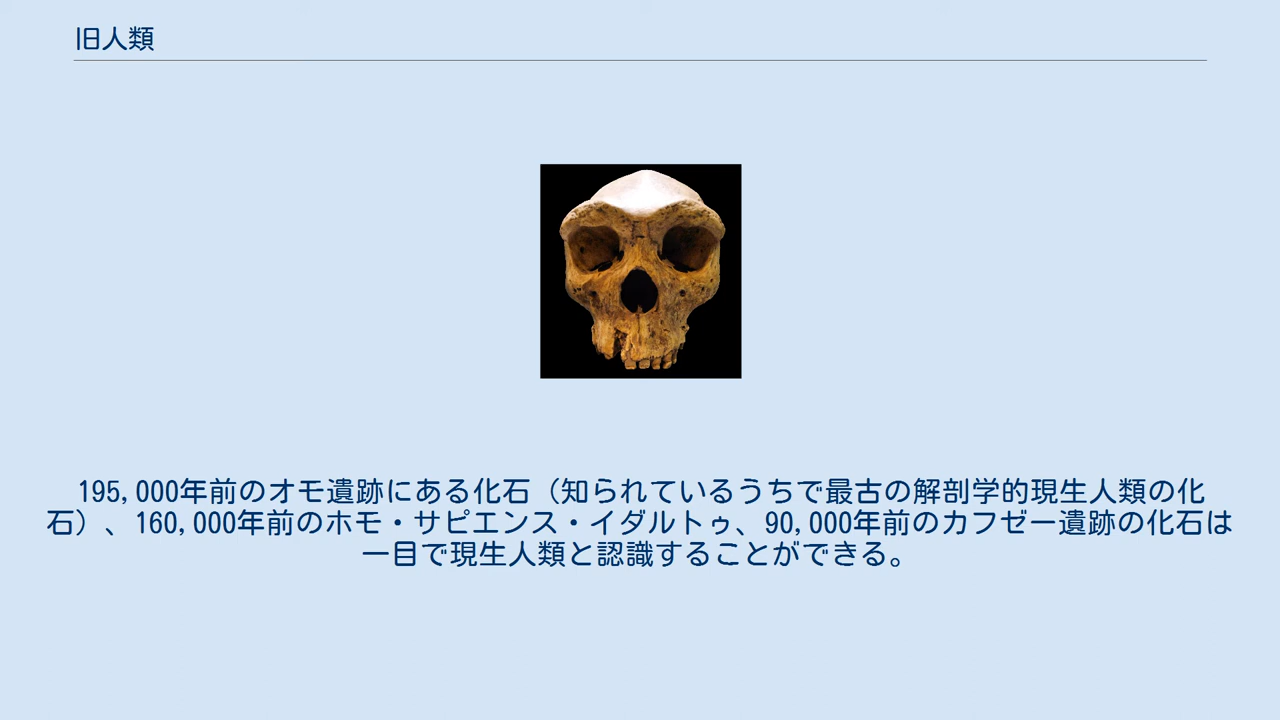 旧人類
195,000年前のオモ遺跡にある化石（知られているうちで最古の解剖学的現生人類の化
石）、160,000年前のホモ・サピエンス・イダルトゥ、90,000年前のカフゼー遺跡の化石は
一目で現生人類と認識することができる。